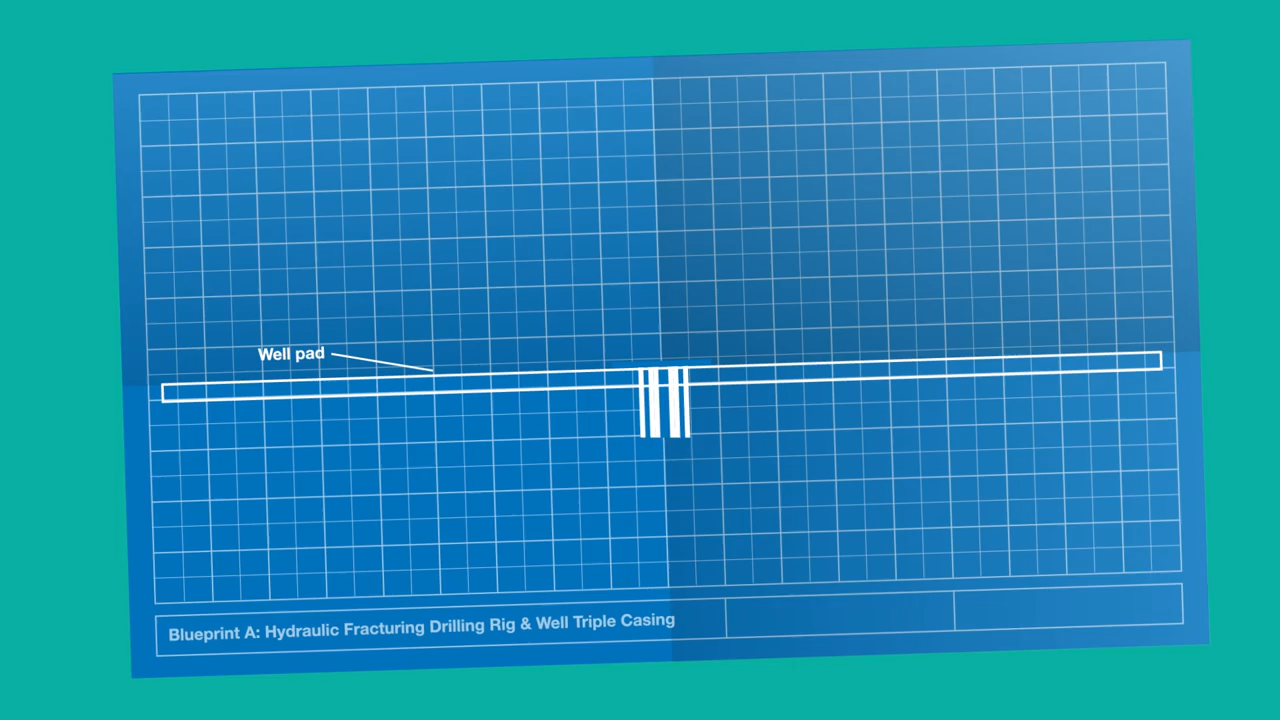 Well pad
Blueprint A: Hydraulic Fracturing Drilling Rig & Well Triple Casing